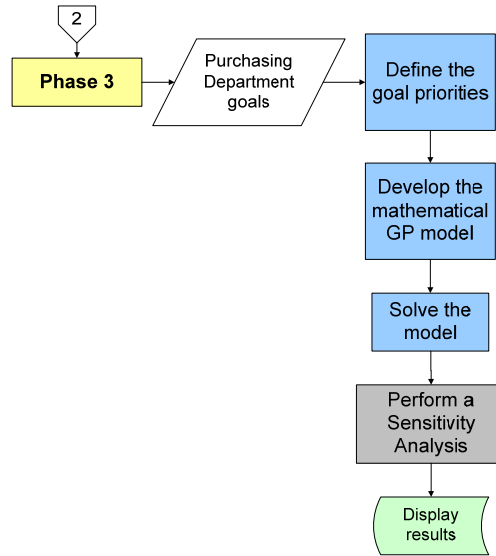 2
Phase 3
Purchasing
Department
goals
Define the
goal priorities
Develop the
mathematical
GP model
Solve the
model
Perform a
Sensitivity
Analysis
Display
results